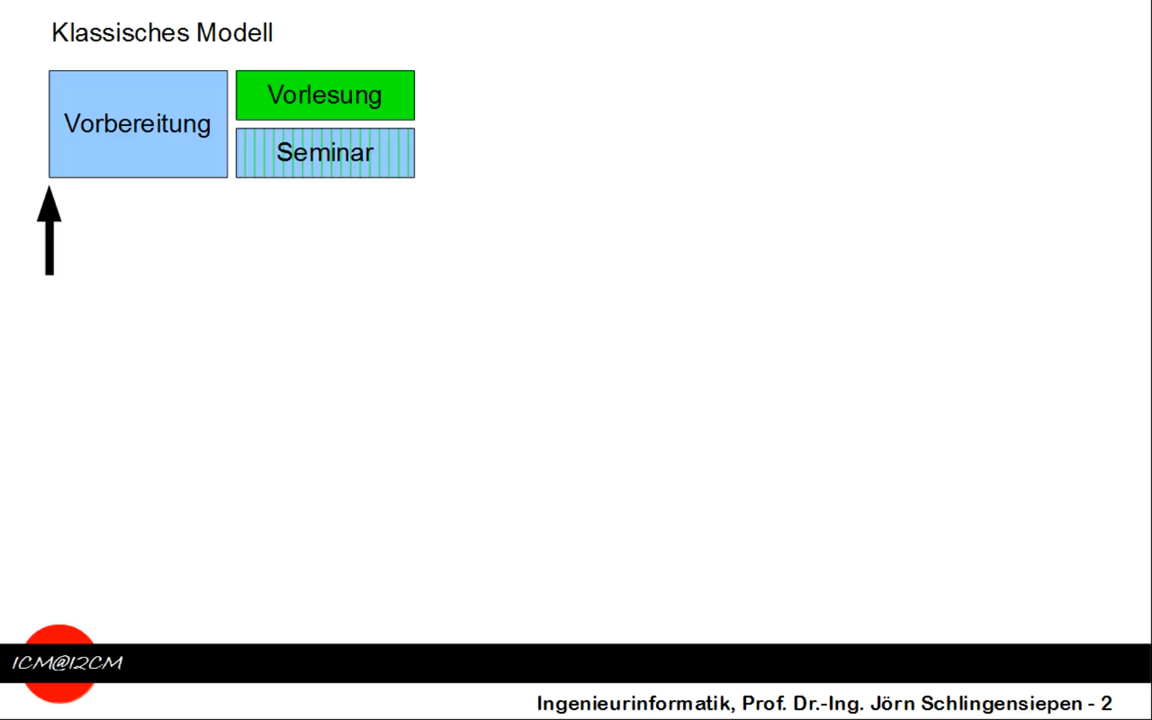 Klassisches Modell
Vorbereitung
Vorlesung
Seminar
ICM@I2CM
Ingenieurinformatik, Prof. Dr.-Ing. Jörn Schlingensiepen - 2